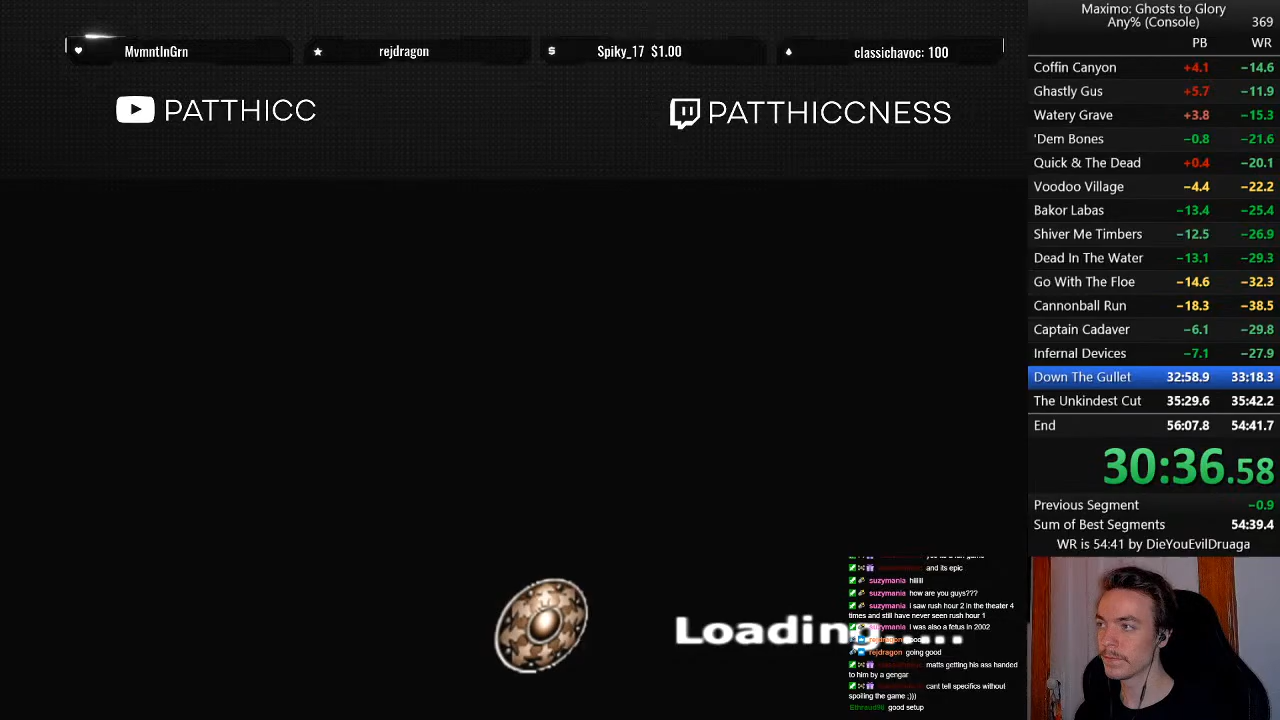 MvmntInGrn
rejdragon
Spiky_17 $1.00
classichavoc: 100
PATTHICC
PATTHICCNESS
Maximo: Ghosts to Glory
Any% (Console) 369
PB WR
Coffin Canyon +4.1 −14.6
Ghastly Gus +5.7 −11.9
Watery Grave +3.8 −15.3
'Dem Bones −0.8 −21.6
Quick & The Dead +0.4 −20.1
Voodoo Village −4.4 −22.2
Bakor Labas −13.4 −25.4
Shiver Me Timbers −12.5 −26.9
Dead In The Water −13.1 −29.3
Go With The Floe −14.6 −32.3
Cannonball Run −18.3 −38.5
Captain Cadaver −6.1 −29.8
Infernal Devices −7.1 −27.9
Down The Gullet 32:58.9 33:18.3
The Unkindest Cut 35:29.6 35:42.2
End 56:07.8 54:41.7
30:36.58
Previous Segment −0.9
Sum of Best Segments 54:39.4
WR is 54:41 by DieYouEvilDruaga
Loading....
and its epic
suzymania hiiiiii
suzymania how are you guys???
suzymania I saw rush hour 2 in the theater 4
times and still have never seen rush hour 1
suzymania I was also a fetus in 2002
rejdragon
rejdragon going good
matts getting his ass handed
to him by a gengar
cant tell specifics without
spoiling the game ;)))
Ethraud98 good setup